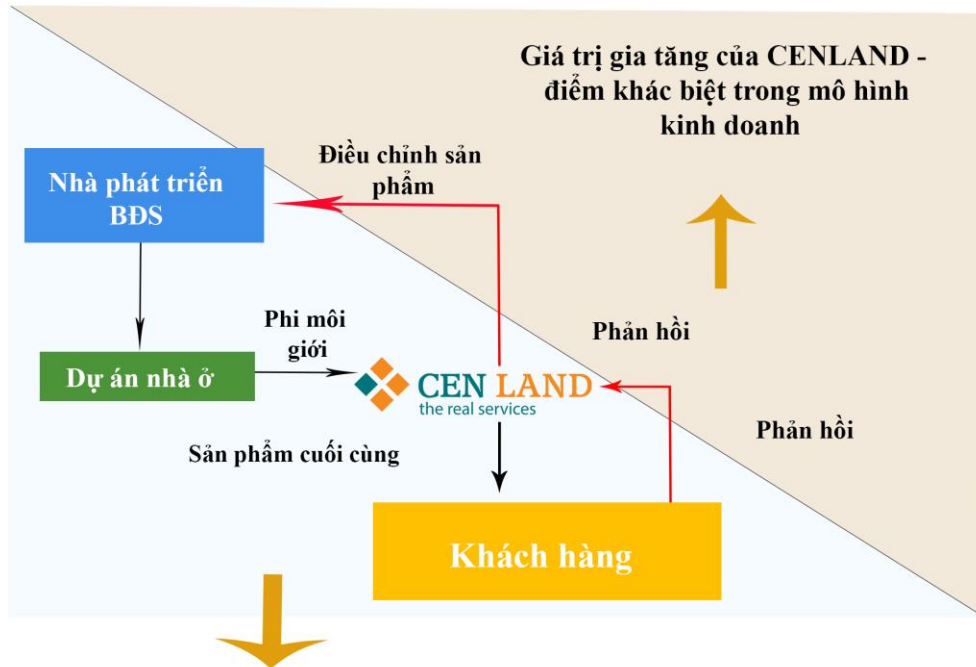 Giá trị gia tăng của CENLAND -
điểm khác biệt trong mô hình
kinh doanh
Điều chỉnh sản
phẩm
Nhà phát triển
BĐS
Phi môi
giới
Phản hồi
Dự án nhà ở
CEN LAND
the real services
Phản hồi
Sản phẩm cuối cùng
Khách hàng